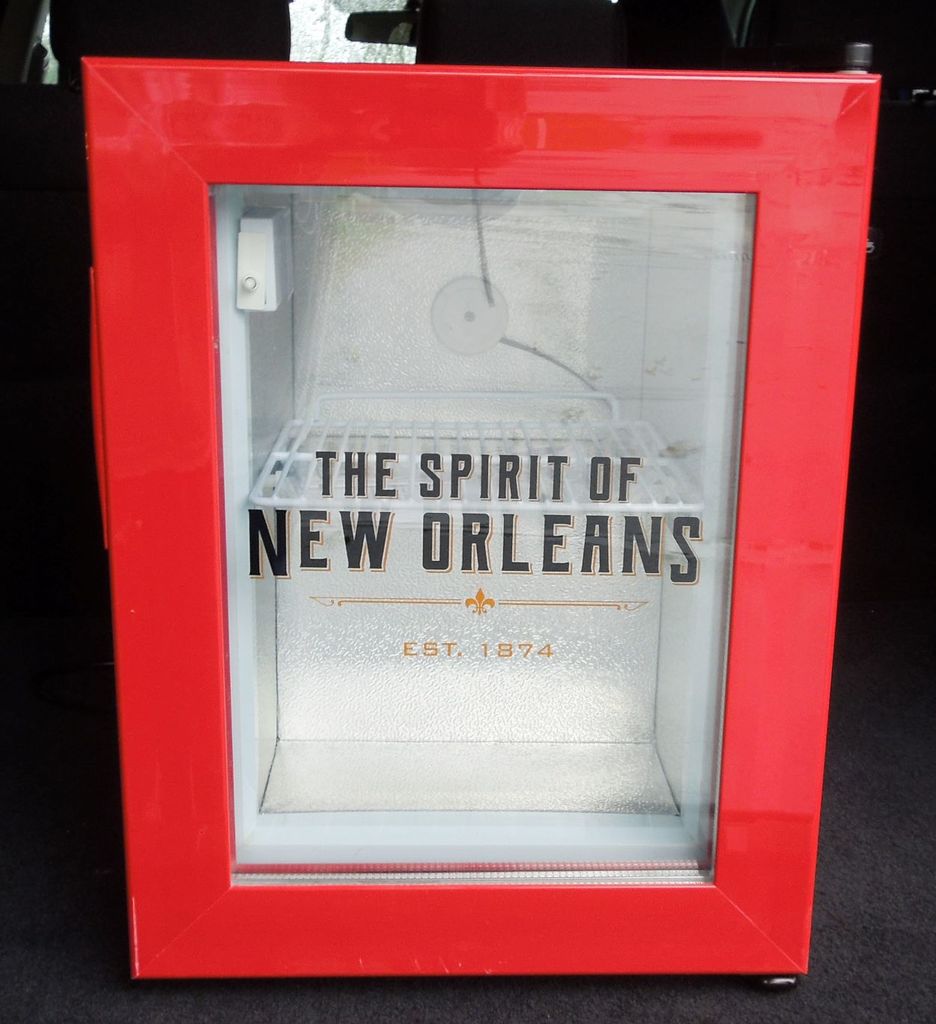 THE SPIRIT OF
NEW ORLEANS
EST. 1874